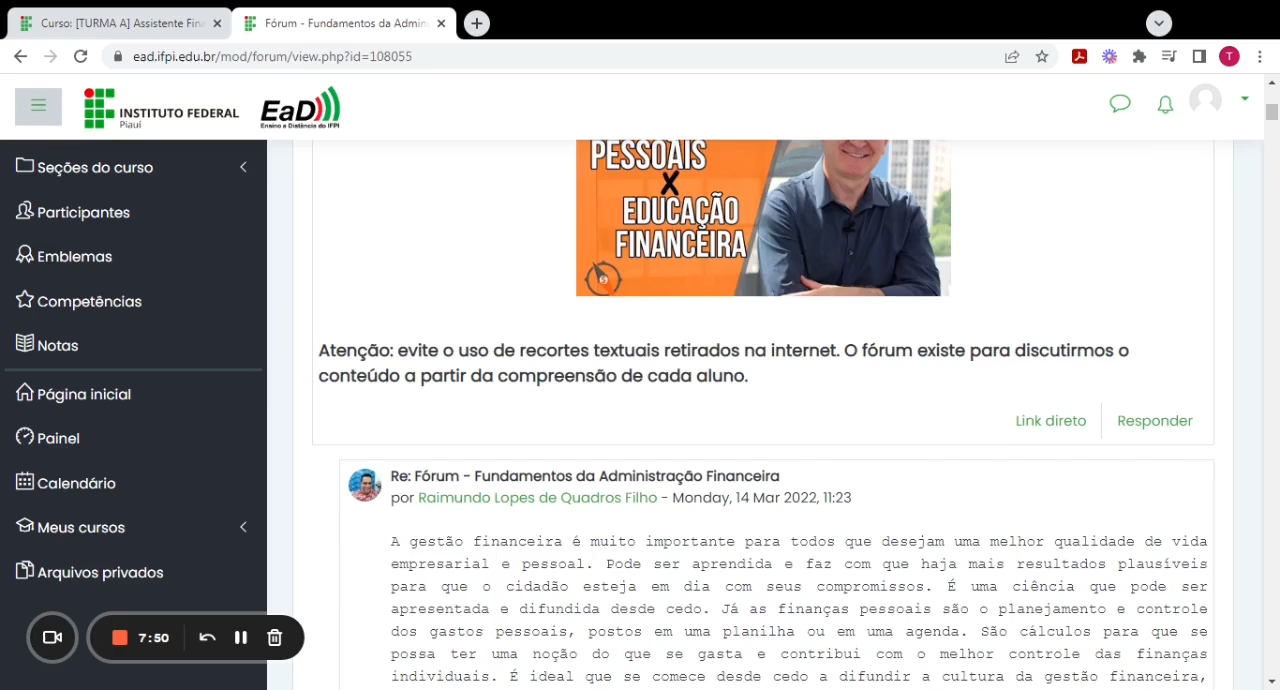 Curso: [TURMA A] Assistente Fina
Fórum - Fundamentos da Admin
ead.ifpi.edu.br/mod/forum/view.php?id=108055
T
INSTITUTO FEDERAL
Piauí
EaD
Ensino a Distância do IFPI
Seções do curso
Participantes
Emblemas
Competências
Notas
Página inicial
Painel
Calendário
Meus cursos
Arquivos privados
7:50
PESSOAIS
X
EDUCAÇÃO
FINANCEIRA
Atenção: evite o uso de recortes textuais retirados na internet. O fórum existe para discutirmos o
conteúdo a partir da compreensão de cada aluno.
Link direto
Responder
Re: Fórum - Fundamentos da Administração Financeira
por Raimundo Lopes de Quadros Filho - Monday, 14 Mar 2022, 11:23
A gestão financeira é muito importante para todos que desejam uma melhor qualidade de vida
empresarial e pessoal. Pode ser aprendida e faz com que haja mais resultados plausíveis
para que o cidadão esteja em dia com seus compromissos. É uma ciência que pode ser
apresentada e difundida desde cedo. Já as finanças pessoais são o planejamento e controle
dos gastos pessoais, postos em uma planilha ou em uma agenda. São cálculos para que se
possa ter uma noção do que se gasta e contribui com o melhor controle das finanças
individuais. É ideal que se comece desde cedo a difundir a cultura da gestão financeira,